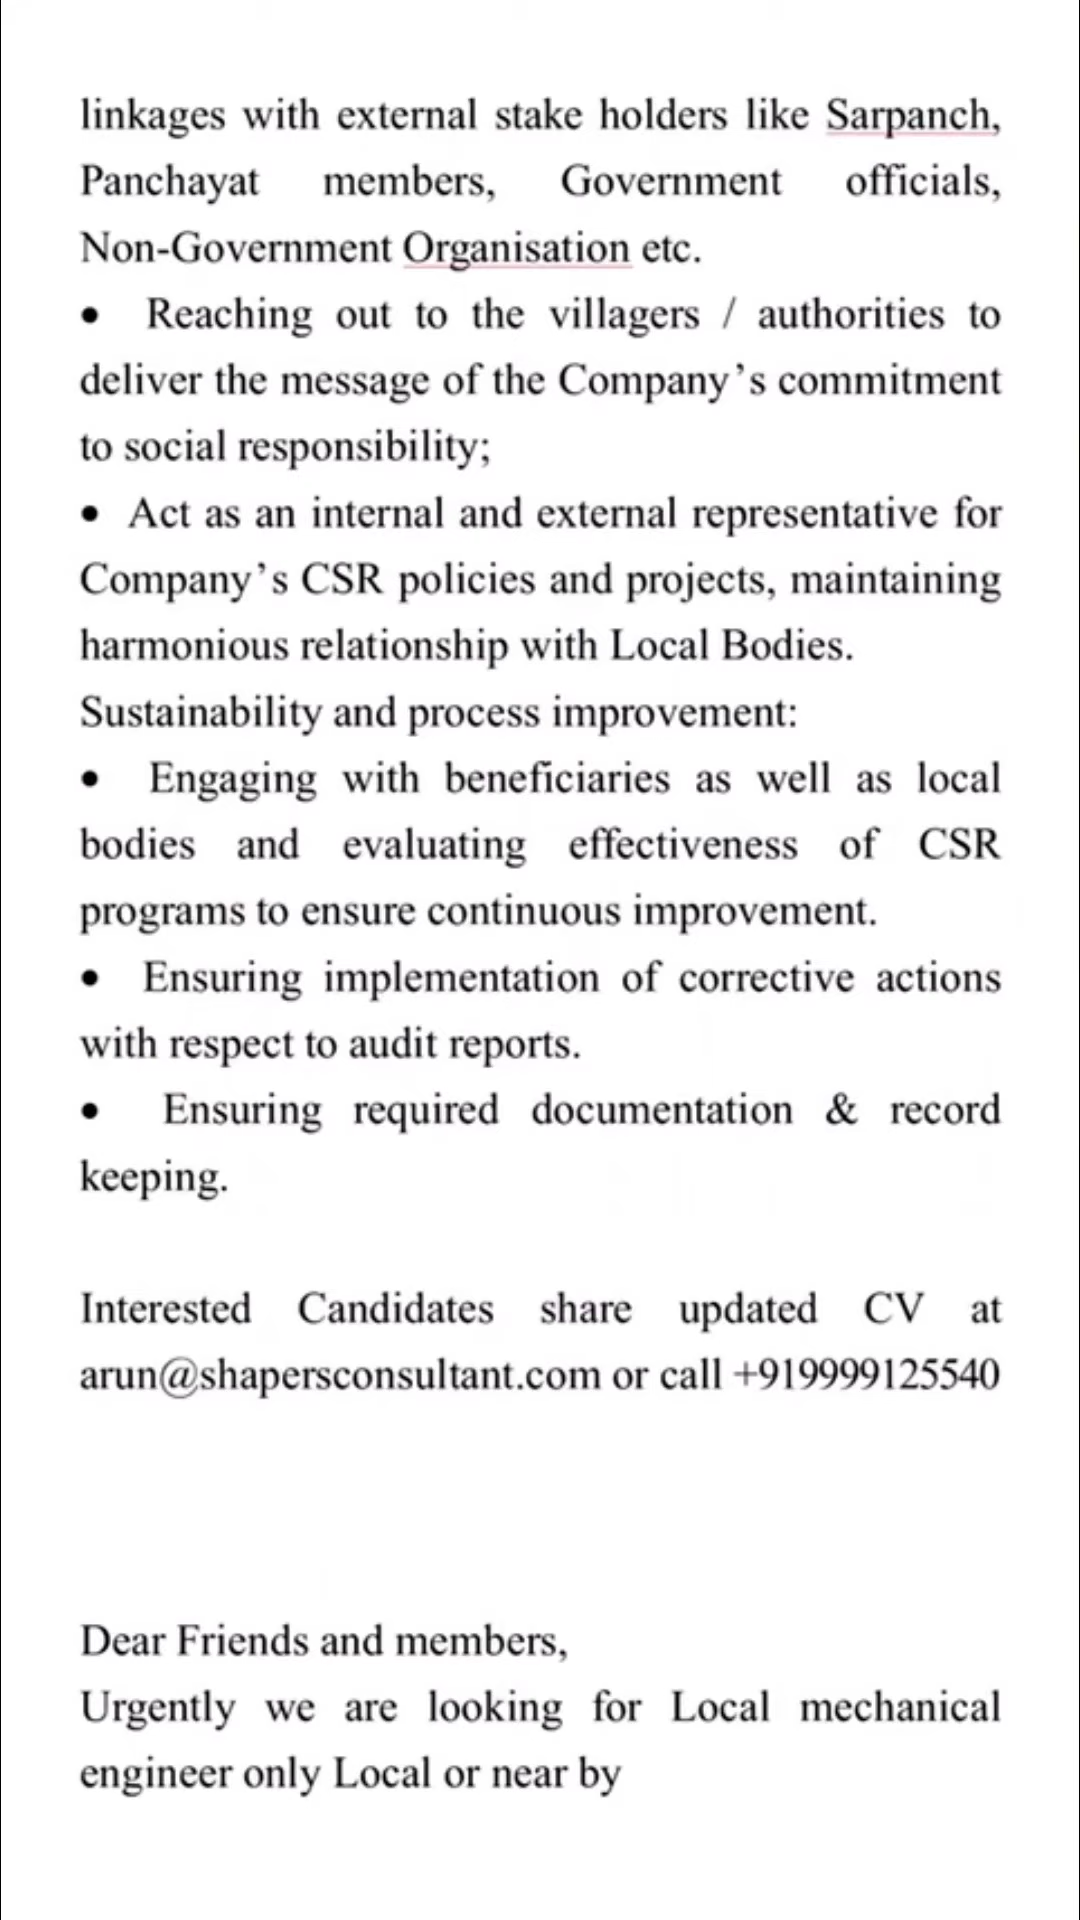 linkages with external stake holders like Sarpanch,
Panchayat members, Government officials,
Non-Government Organisation etc.
• Reaching out to the villagers / authorities to
deliver the message of the Company’s commitment
to social responsibility;
• Act as an internal and external representative for
Company’s CSR policies and projects, maintaining
harmonious relationship with Local Bodies.
Sustainability and process improvement:
• Engaging with beneficiaries as well as local
bodies and evaluating effectiveness of CSR
programs to ensure continuous improvement.
• Ensuring implementation of corrective actions
with respect to audit reports.
• Ensuring required documentation & record
keeping.
Interested Candidates share updated CV at
arun@shapersconsultant.com or call +919999125540
Dear Friends and members,
Urgently we are looking for Local mechanical
engineer only Local or near by